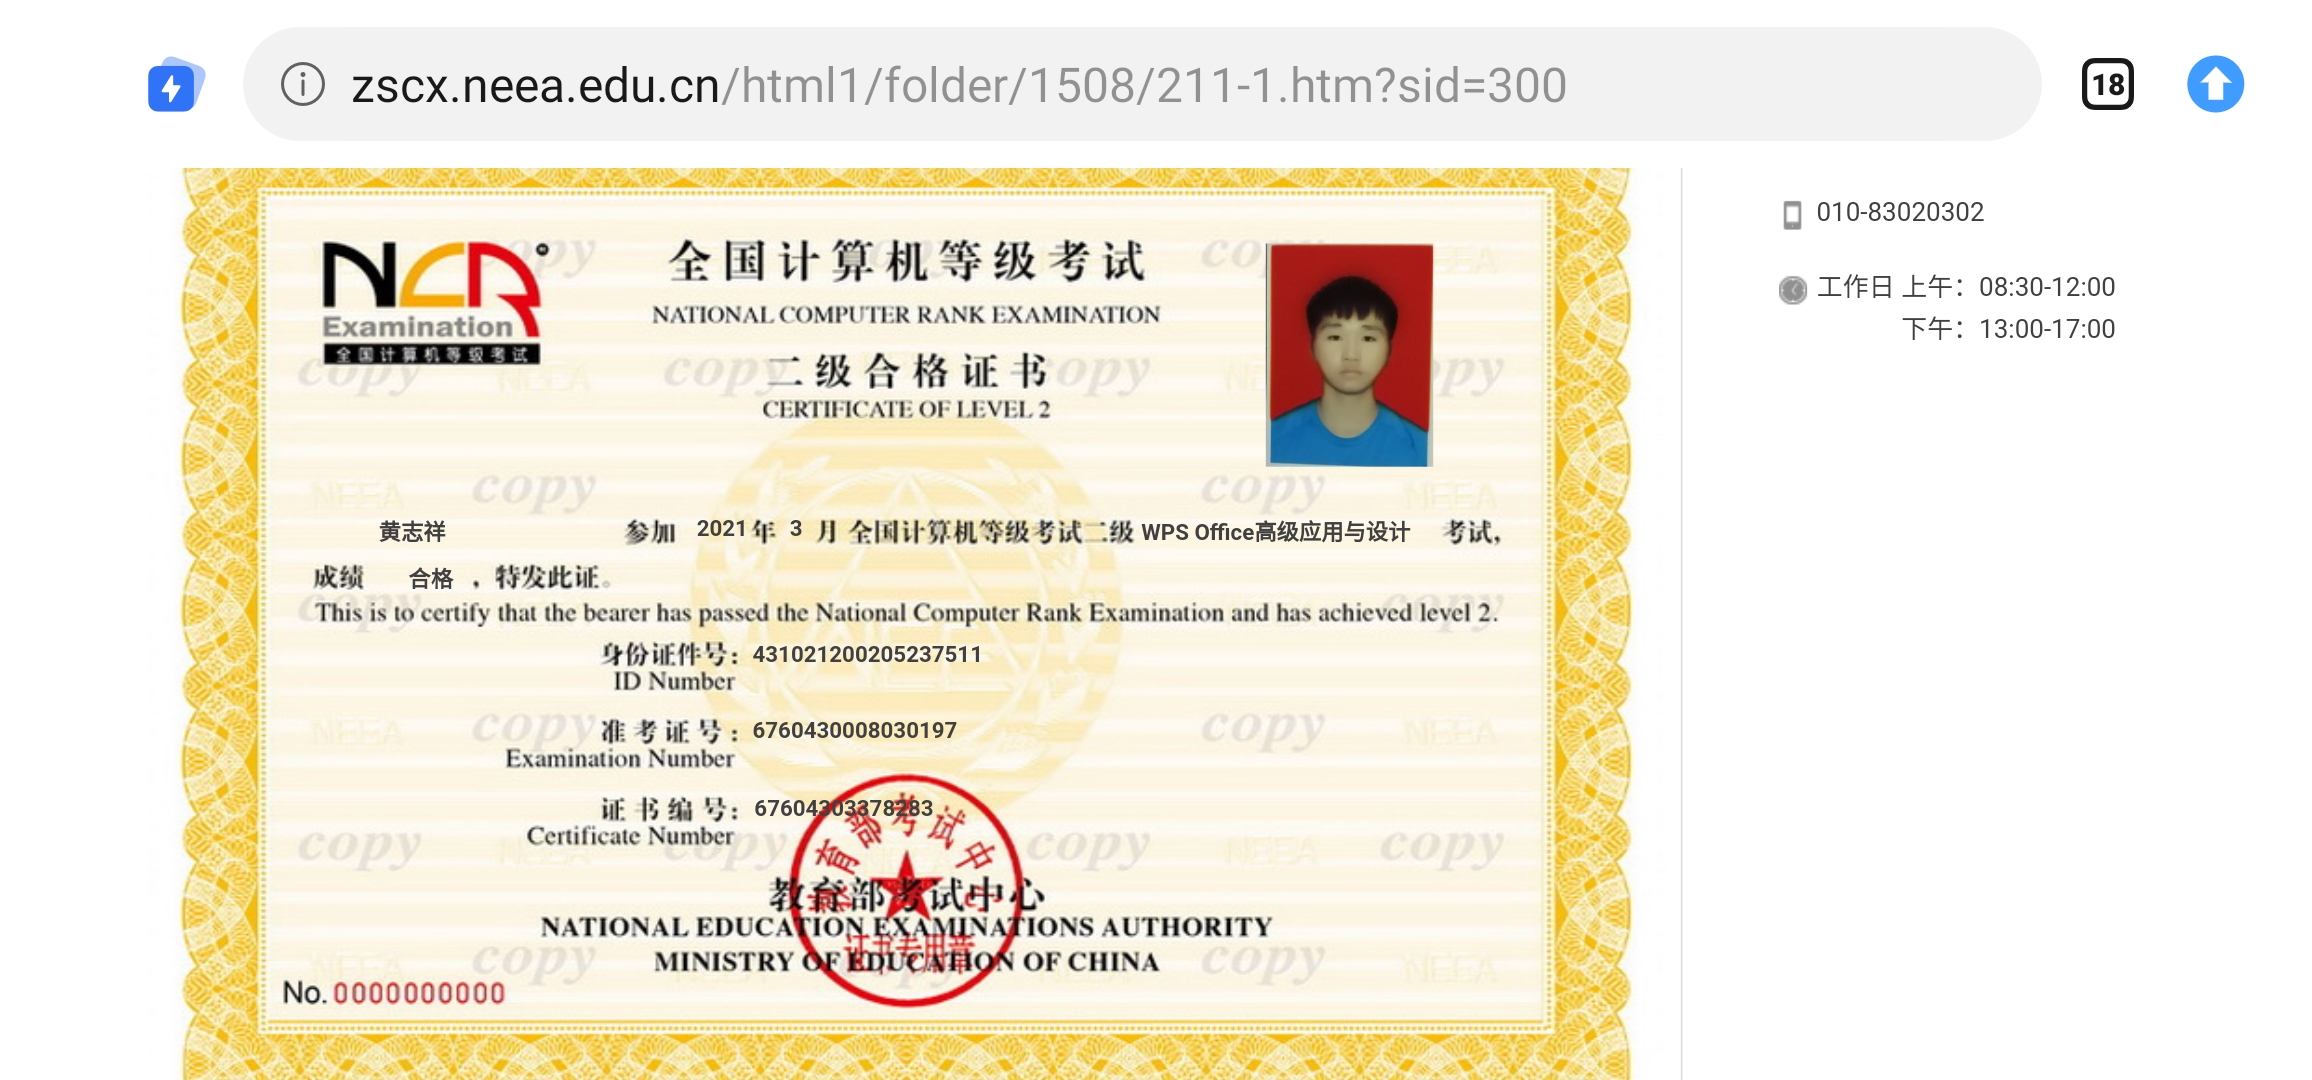 zscx.neea.edu.cn/html1/folder/1508/211-1.htm?sid=300
18
010-83020302
工作日 上午：08:30-12:00
下午：13:00-17:00
NCR
Examination
全国计算机等级考试
全国计算机等级考试
NATIONAL COMPUTER RANK EXAMINATION
二级合格证书
CERTIFICATE OF LEVEL 2
黄志祥 参加 2021年 3 月 全国计算机等级考试二级 WPS Office高级应用与设计 考试,
成绩 合格 ，特发此证。
This is to certify that the bearer has passed the National Computer Rank Examination and has achieved level 2.
身份证件号：431021200205237511
ID Number
准考证号：6760430008030197
Examination Number
证书编号：67604303378283
Certificate Number
教育部考试中心
NATIONAL EDUCATION EXAMINATIONS AUTHORITY
MINISTRY OF EDUCATION OF CHINA
教育部考试中心
证书专用章
No. 0000000000
copy
NEEA